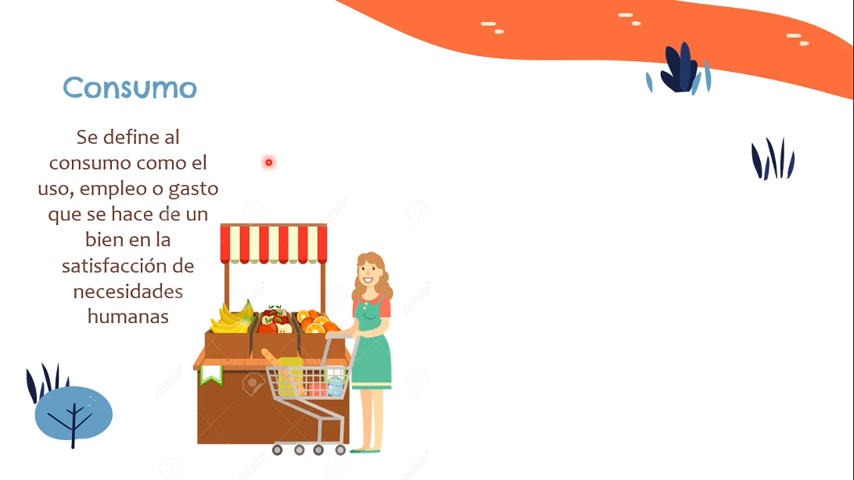 Consumo
Se define al
consumo como el
uso, empleo o gasto
que se hace de un
bien en la
satisfacción de
necesidades
humanas